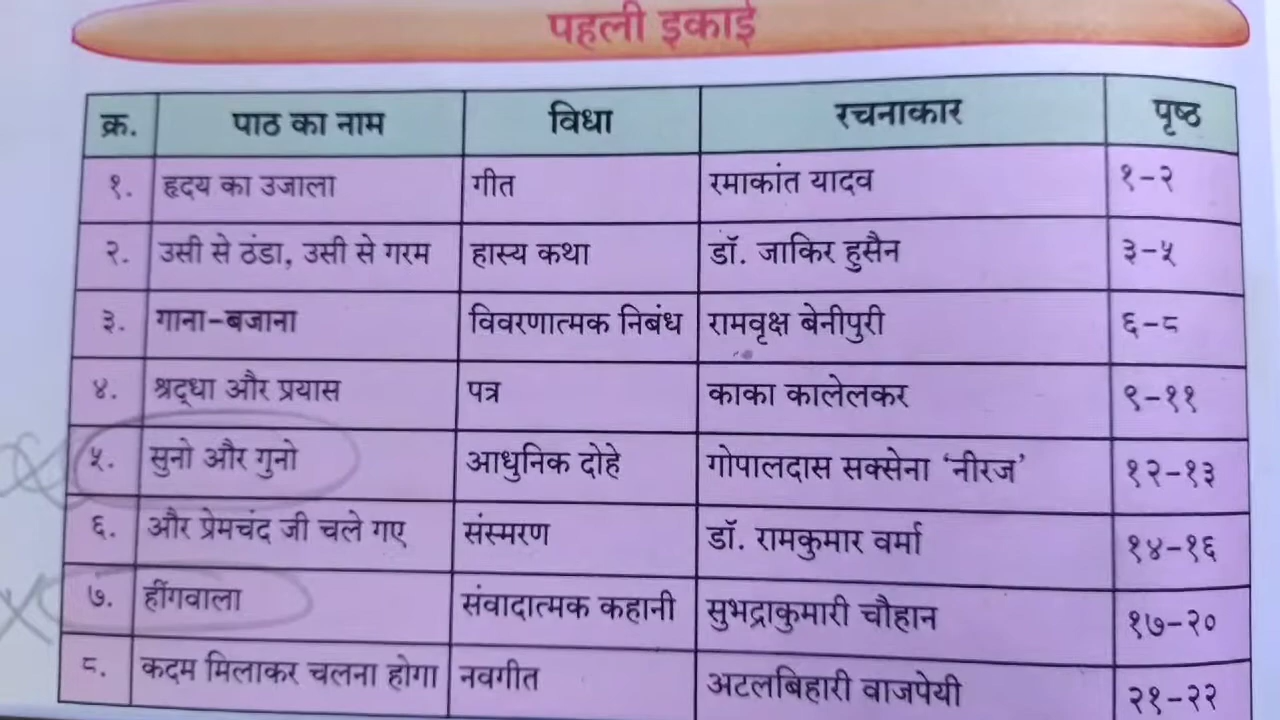 पहली इकाई
क्र. पाठ का नाम विधा रचनाकार पृष्ठ
१. हृदय का उजाला गीत रमाकांत यादव १-२
२. उसी से ठंडा, उसी से गरम हास्य कथा डॉ. जाकिर हुसैन ३-५
३. गाना-बजाना विवरणात्मक निबंध रामवृक्ष बेनीपुरी ६-८
४. श्रद्धा और प्रयास पत्र काका कालेलकर ९-११
५. सुनो और गुनो आधुनिक दोहे गोपालदास सक्सेना ‘नीरज’ १२-१३
६. और प्रेमचंद जी चले गए संस्मरण डॉ. रामकुमार वर्मा १४-१६
७. हींगवाला संवादात्मक कहानी सुभद्राकुमारी चौहान १७-२०
८. कदम मिलाकर चलना होगा नवगीत अटलबिहारी वाजपेयी २१-२२